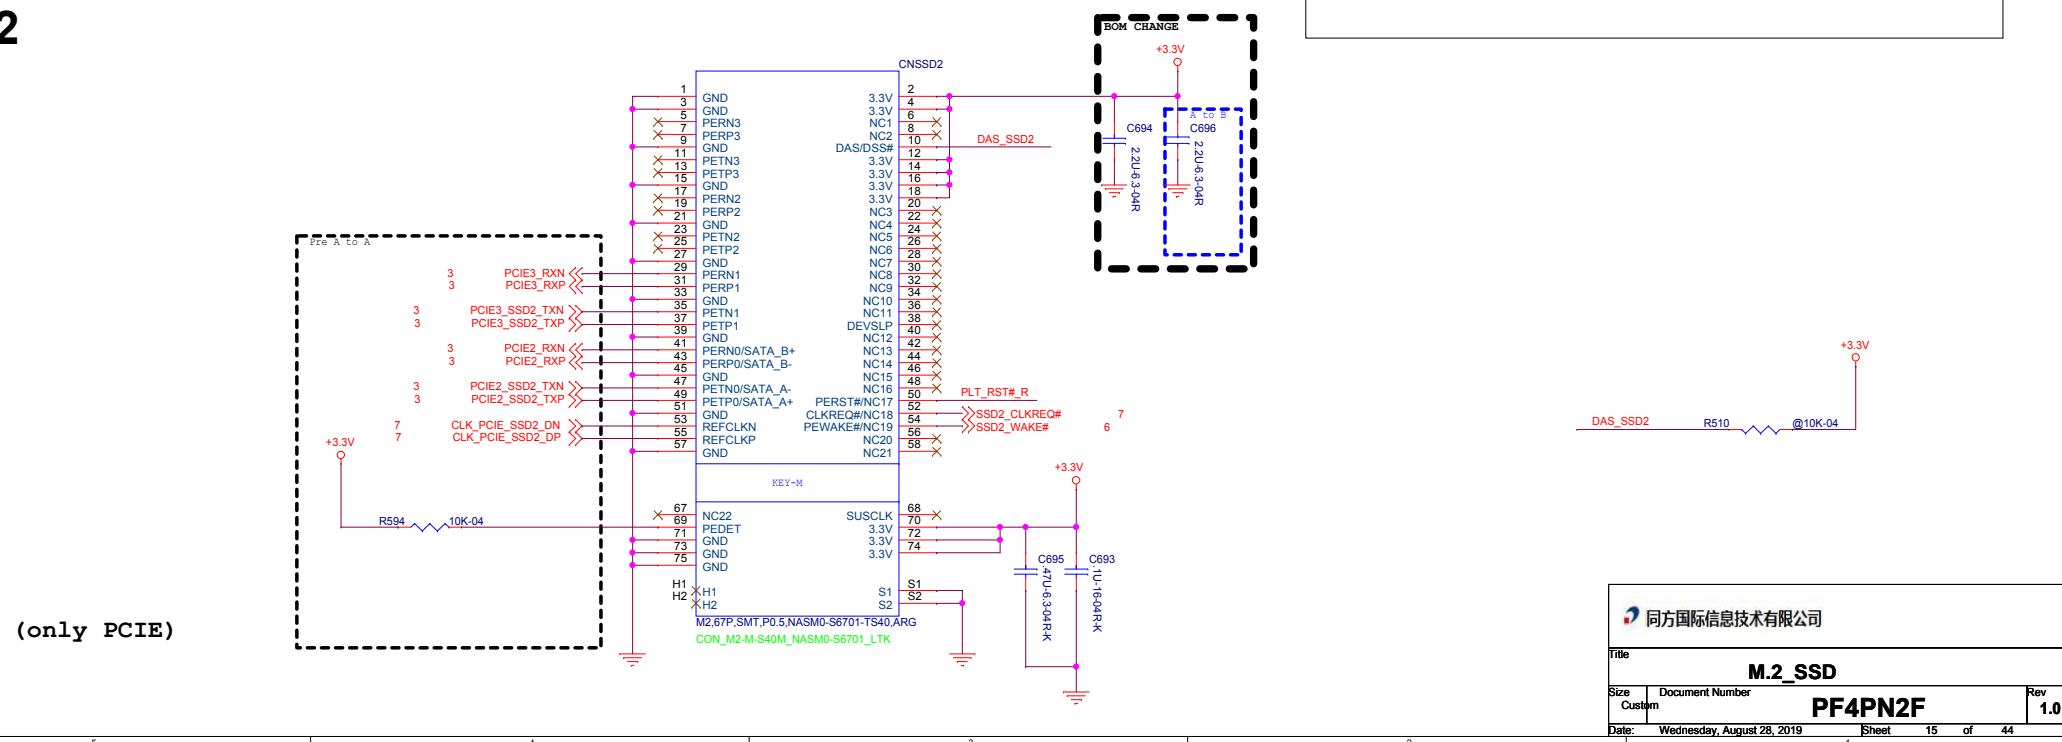 2
BOM CHANGE
+3.3V
A to B
C694
2.2U-6.3-04R
C696
2.2U-6.3-04R
CNSSD2
1 GND 3.3V 2
3 GND 3.3V 4
5 PERN3 NC1 6
7 PERP3 NC2 8
9 GND DAS/DSS# 10 DAS_SSD2
11 PETN3 3.3V 12
13 PETP3 3.3V 14
15 GND 3.3V 16
17 PERN2 3.3V 18
19 PERP2 NC3 20
21 GND NC4 22
23 PETN2 NC5 24
25 PETP2 NC6 26
27 GND NC7 28
Pre A to A
3 PCIE3_RXN 29 PERN1 NC8 30
3 PCIE3_RXP 31 PERP1 NC9 32
33 GND NC10 34
3 PCIE3_SSD2_TXN 35 PETN1 NC11 36
3 PCIE3_SSD2_TXP 37 PETP1 DEVSLP 38
39 GND NC12 40
3 PCIE2_RXN 41 PERN0/SATA_B+ NC13 42
3 PCIE2_RXP 43 PERP0/SATA_B- NC14 44
45 GND NC15 46
3 PCIE2_SSD2_TXN 47 PETN0/SATA_A- NC16 48
3 PCIE2_SSD2_TXP 49 PETP0/SATA_A+ PERST#/NC17 50 PLT_RST#_R
51 GND CLKREQ#/NC18 52 SSD2_CLKREQ# 7
7 CLK_PCIE_SSD2_DN 53 REFCLKN PEWAKE#/NC19 54 SSD2_WAKE# 6
7 CLK_PCIE_SSD2_DP 55 REFCLKP NC20 56
57 GND NC21 58
+3.3V
KEY-M
+3.3V
67 NC22 SUSCLK 68
R594 10K-04 69 PEDET 3.3V 70
71 GND 3.3V 72
73 GND 3.3V 74
75 GND
C695
.47U-6.3-04R-K
C693
.1U-16-04R-K
H1 H1 S1 S1
H2 H2 S2 S2
M2,67P,SMT,P0.5,NASM0-S6701-TS40,ARG
CON_M2-M-S40M_NASM0-S6701_LTK
(only PCIE)
+3.3V
DAS_SSD2 R510 @10K-04
同方国际信息技术有限公司
Title
M.2_SSD
Size Document Number Rev
Custom PF4PN2F 1.0
Date: Wednesday, August 28, 2019 Sheet 15 of 44